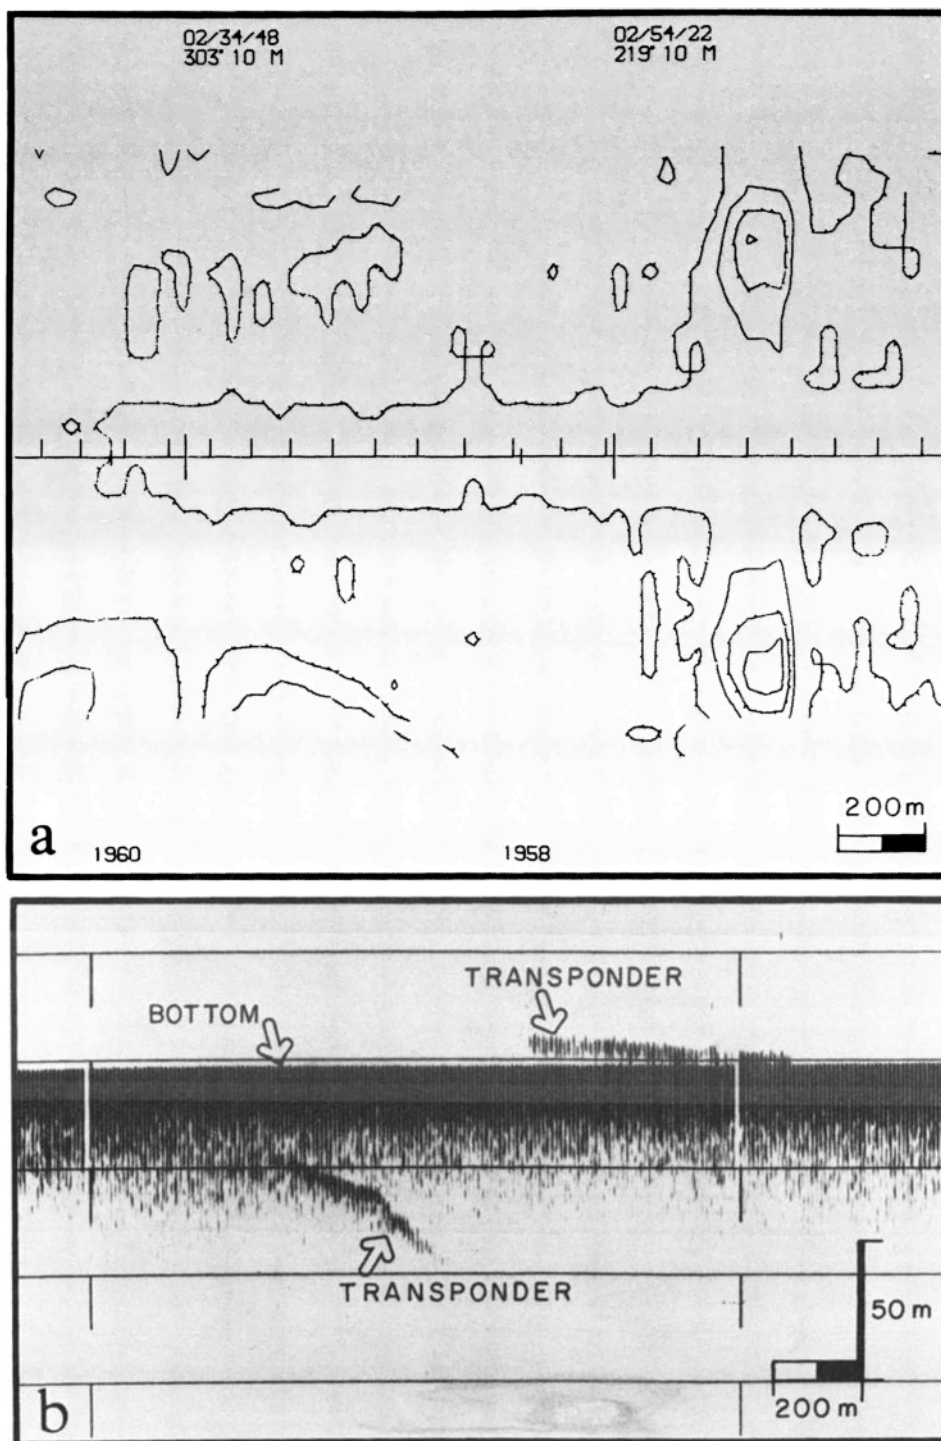 02/34/48
303° 10 M
02/54/22
219° 10 M
200m
a
1960
1958
TRANSPONDER
BOTTOM
TRANSPONDER
50 m
200 m
b